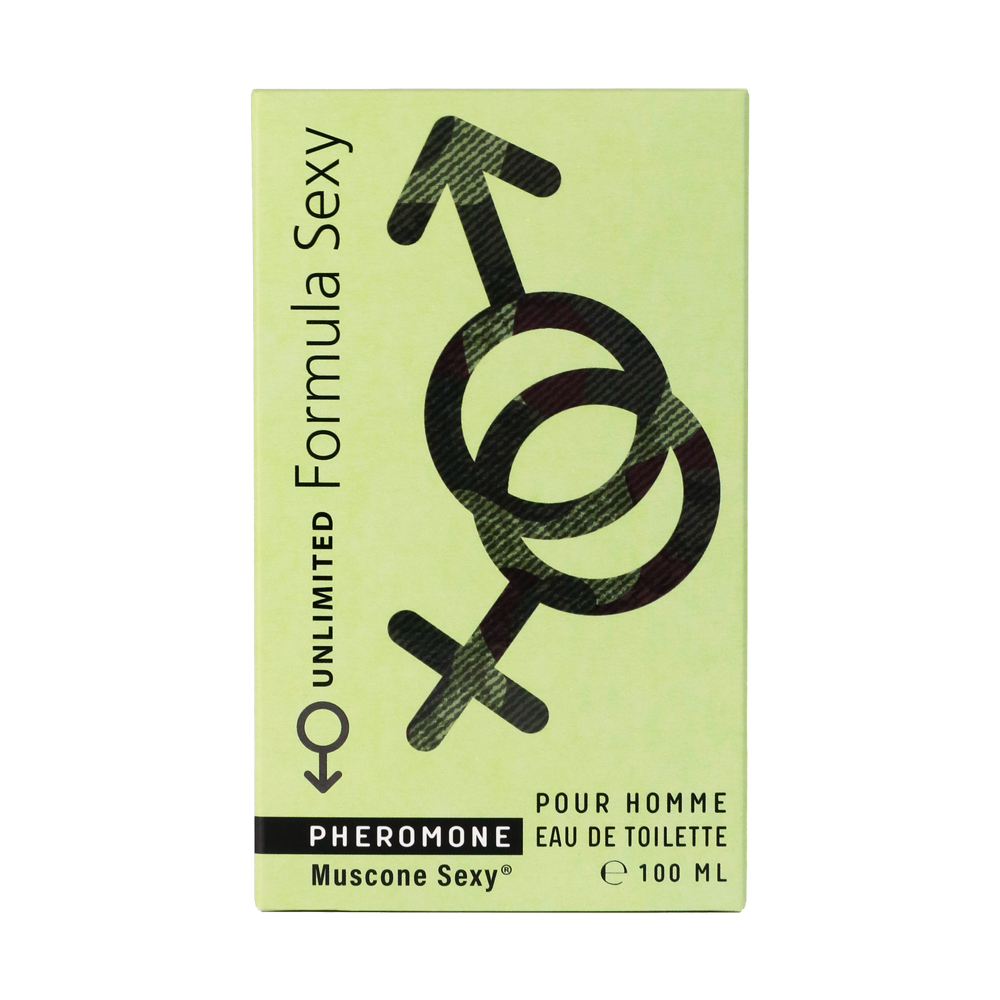 UNLIMITED Formula Sexy
PHEROMONE
Muscone Sexy®
POUR HOMME
EAU DE TOILETTE
℮ 100 ML